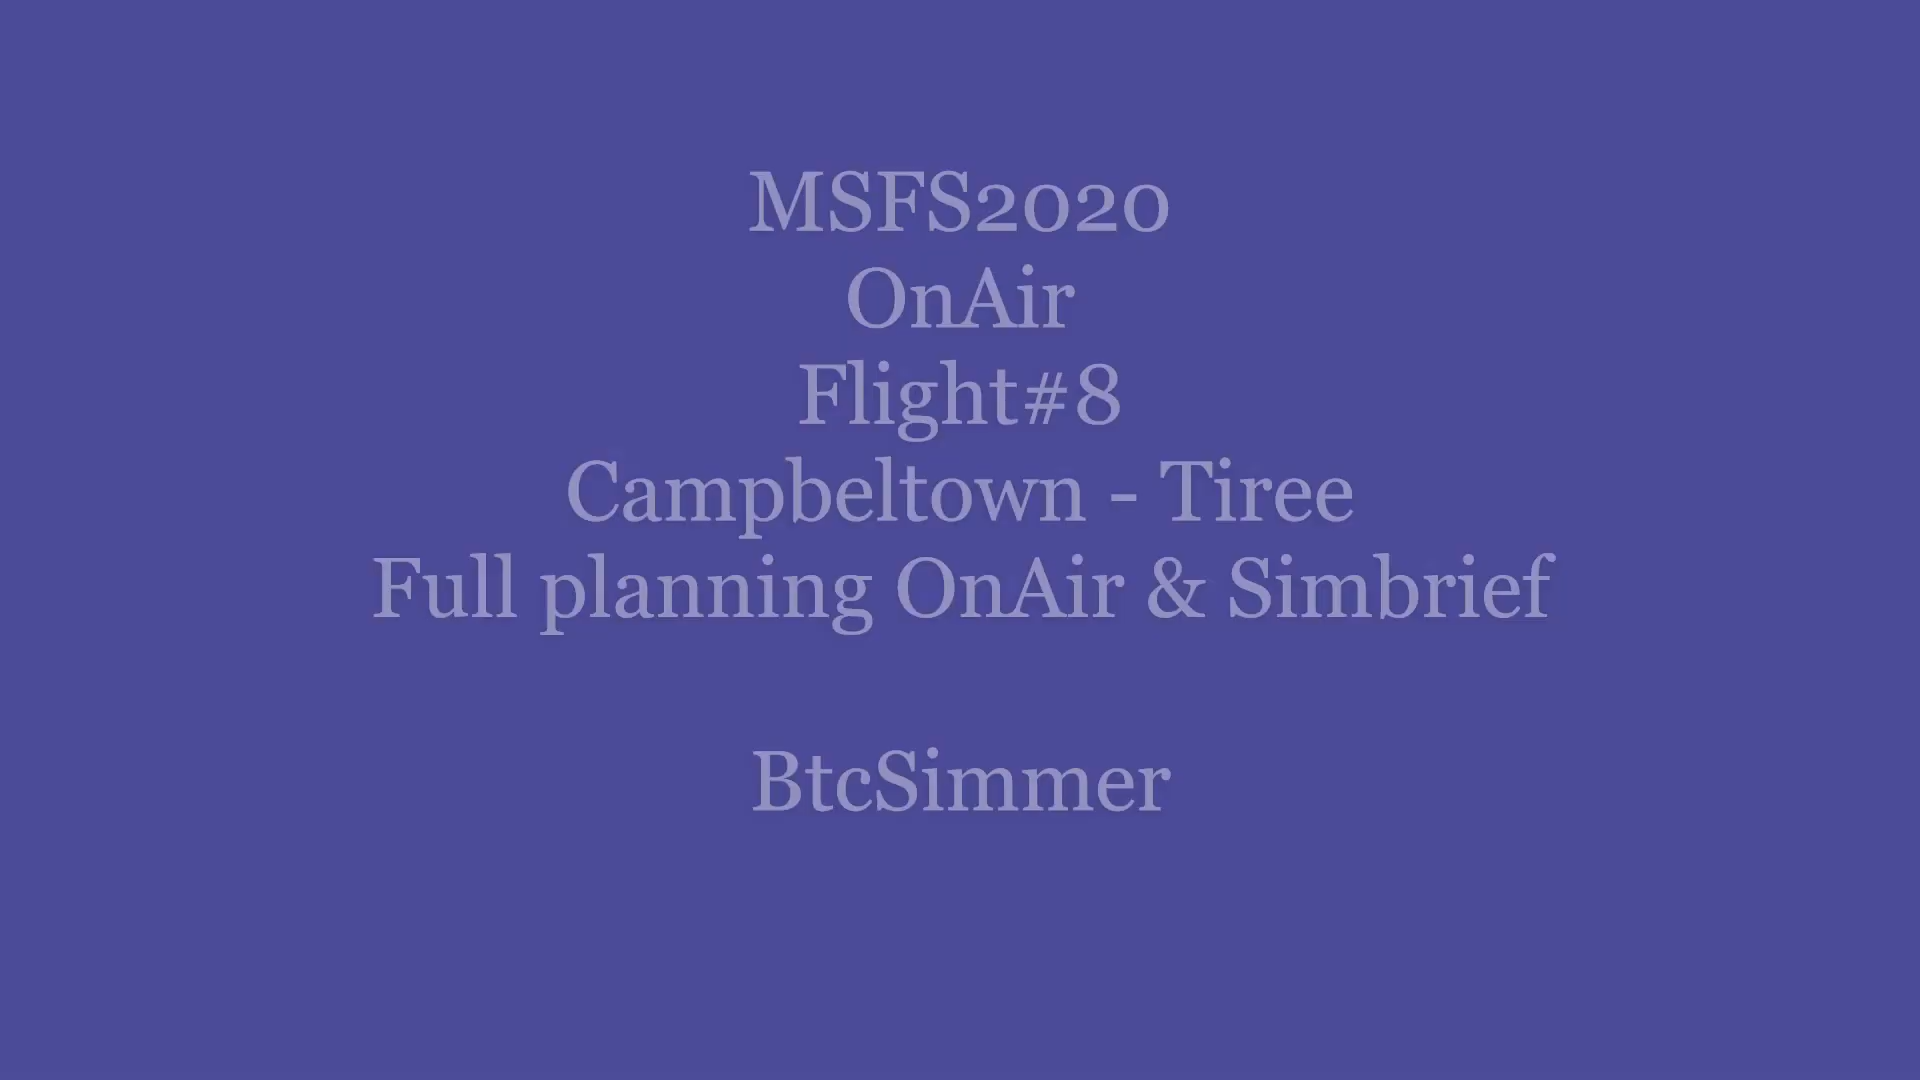 MSFS2020
OnAir
Flight#8
Campbeltown - Tiree
Full planning OnAir & Simbrief
BtcSimmer